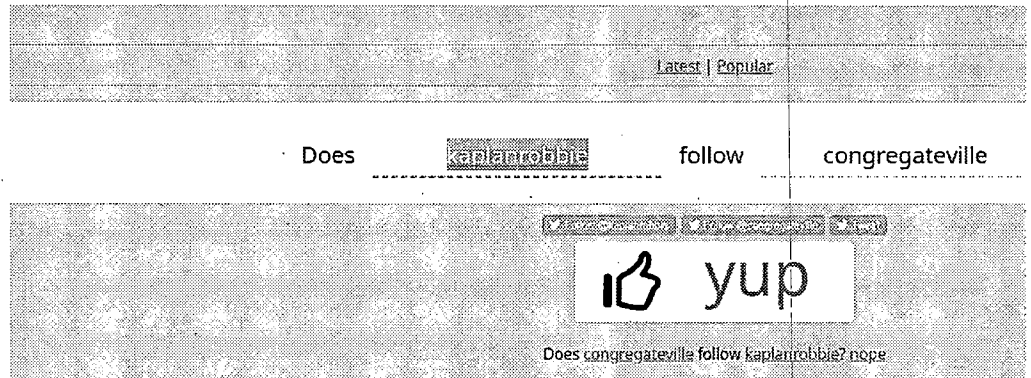 Latest | Popular
Does kaplanrobbie follow congregateville
yup
Does congregateville follow kaplanrobbie? nope